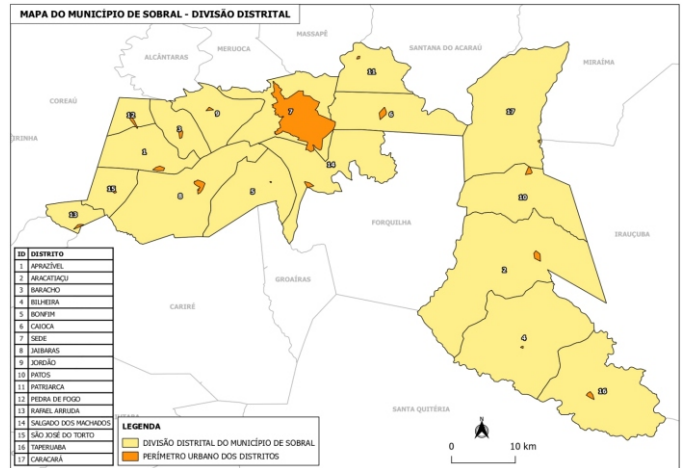 MAPA DO MUNICÍPIO DE SOBRAL - DIVISÃO DISTRITAL
MASSAPÊ
MERUOCA
SANTANA DO ACARAÚ
ALCÂNTARAS
MIRAÍMA
COREAÚ
IRINHA
11
7
6
9
12
3
17
1
14
15
8
5
10
13
FORQUILHA
IRAUÇUBA
2
GROAÍRAS
CARIRÉ
4
16
SANTA QUITÉRIA
ID DISTRITO
1 APRAZÍVEL
2 ARACATIAÇU
3 BARACHO
4 BILHEIRA
5 BONFIM
6 CAIOCA
7 SEDE
8 JAIBARAS
9 JORDÃO
10 PATOS
11 PATRIARCA
12 PEDRA DE FOGO
13 RAFAEL ARRUDA
14 SALGADO DOS MACHADOS
15 SÃO JOSÉ DO TORTO
16 TAPERUABA
17 CARACARÁ
LEGENDA
DIVISÃO DISTRITAL DO MUNICÍPIO DE SOBRAL
PERÍMETRO URBANO DOS DISTRITOS
N
0 10 km